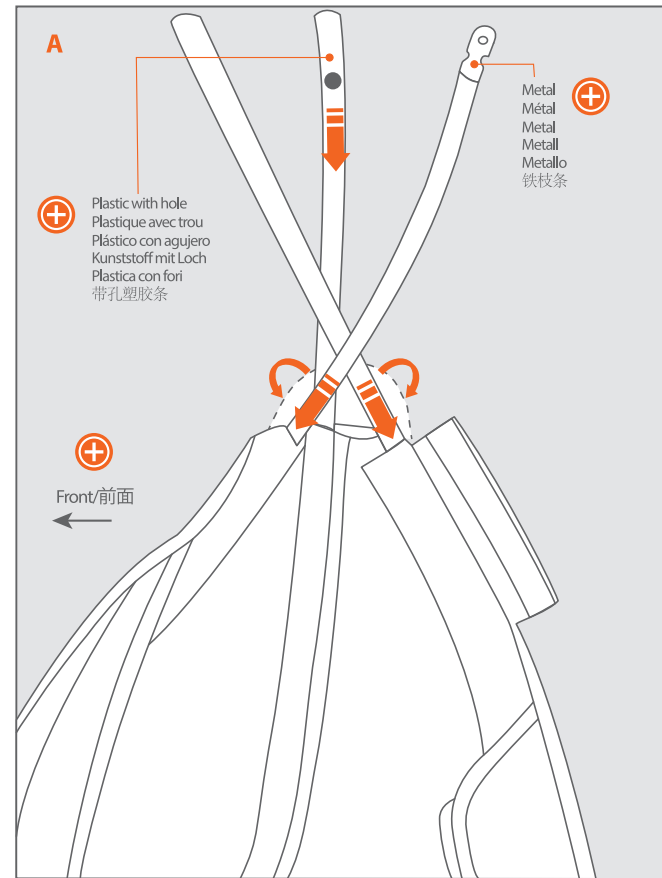 A
Metal
Métal
Metal
Metall
Metallo
铁枝条
Plastic with hole
Plastique avec trou
Plástico con agujero
Kunststoff mit Loch
Plastica con fori
带孔塑胶条
Front/前面